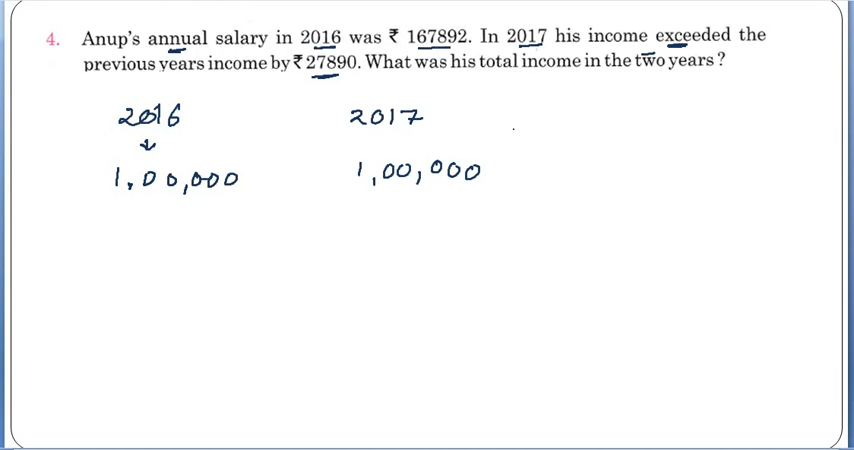 4. Anup's annual salary in 2016 was ₹ 167892. In 2017 his income exceeded the
previous years income by ₹ 27890. What was his total income in the two years ?
2016 2017
↓
1,00,000 1,00,000